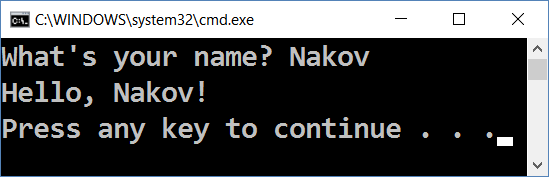 C:\WINDOWS\system32\cmd.exe
What's your name? Nakov
Hello, Nakov!
Press any key to continue . . .